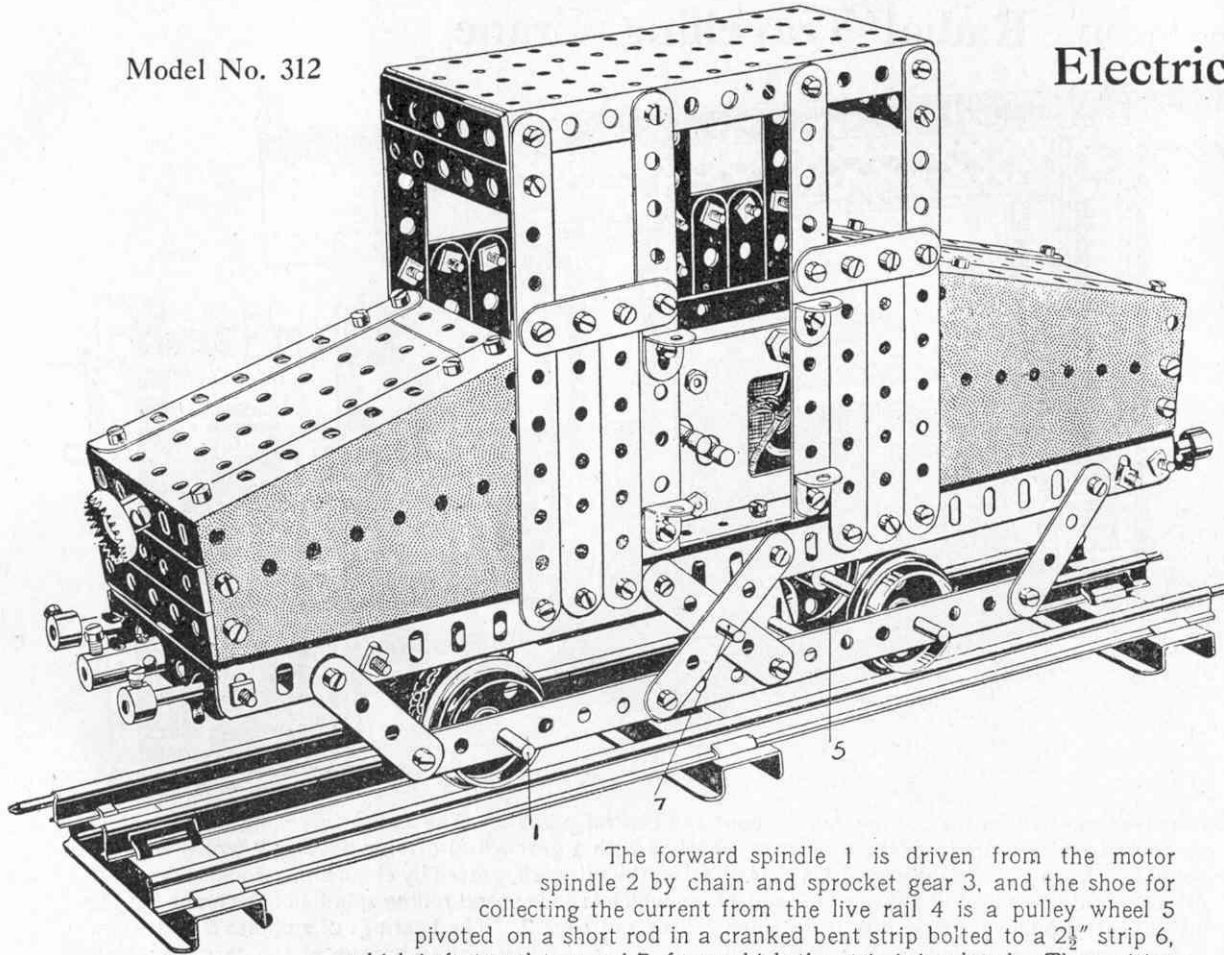 Model No. 312
Electric
5
7
1
The forward spindle 1 is driven from the motor
spindle 2 by chain and sprocket gear 3, and the shoe for
collecting the current from the live rail 4 is a pulley wheel 5
pivoted on a short rod in a cranked bent strip bolted to a 2½" strip 6,